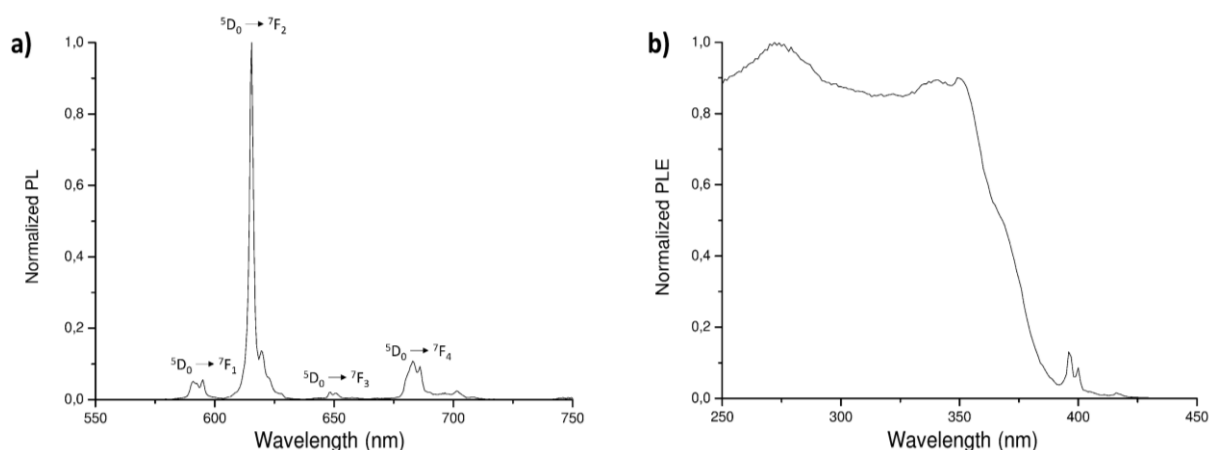 a)
⁵D₀ → ⁷F₂
1,0
0,8
0,6
0,4
0,2
0,0
Normalized PL
⁵D₀ → ⁷F₁
⁵D₀ → ⁷F₃
⁵D₀ → ⁷F₄
550 600 650 700 750
Wavelength (nm)
b)
1,0
0,8
0,6
0,4
0,2
0,0
Normalized PLE
250 300 350 400 450
Wavelength (nm)